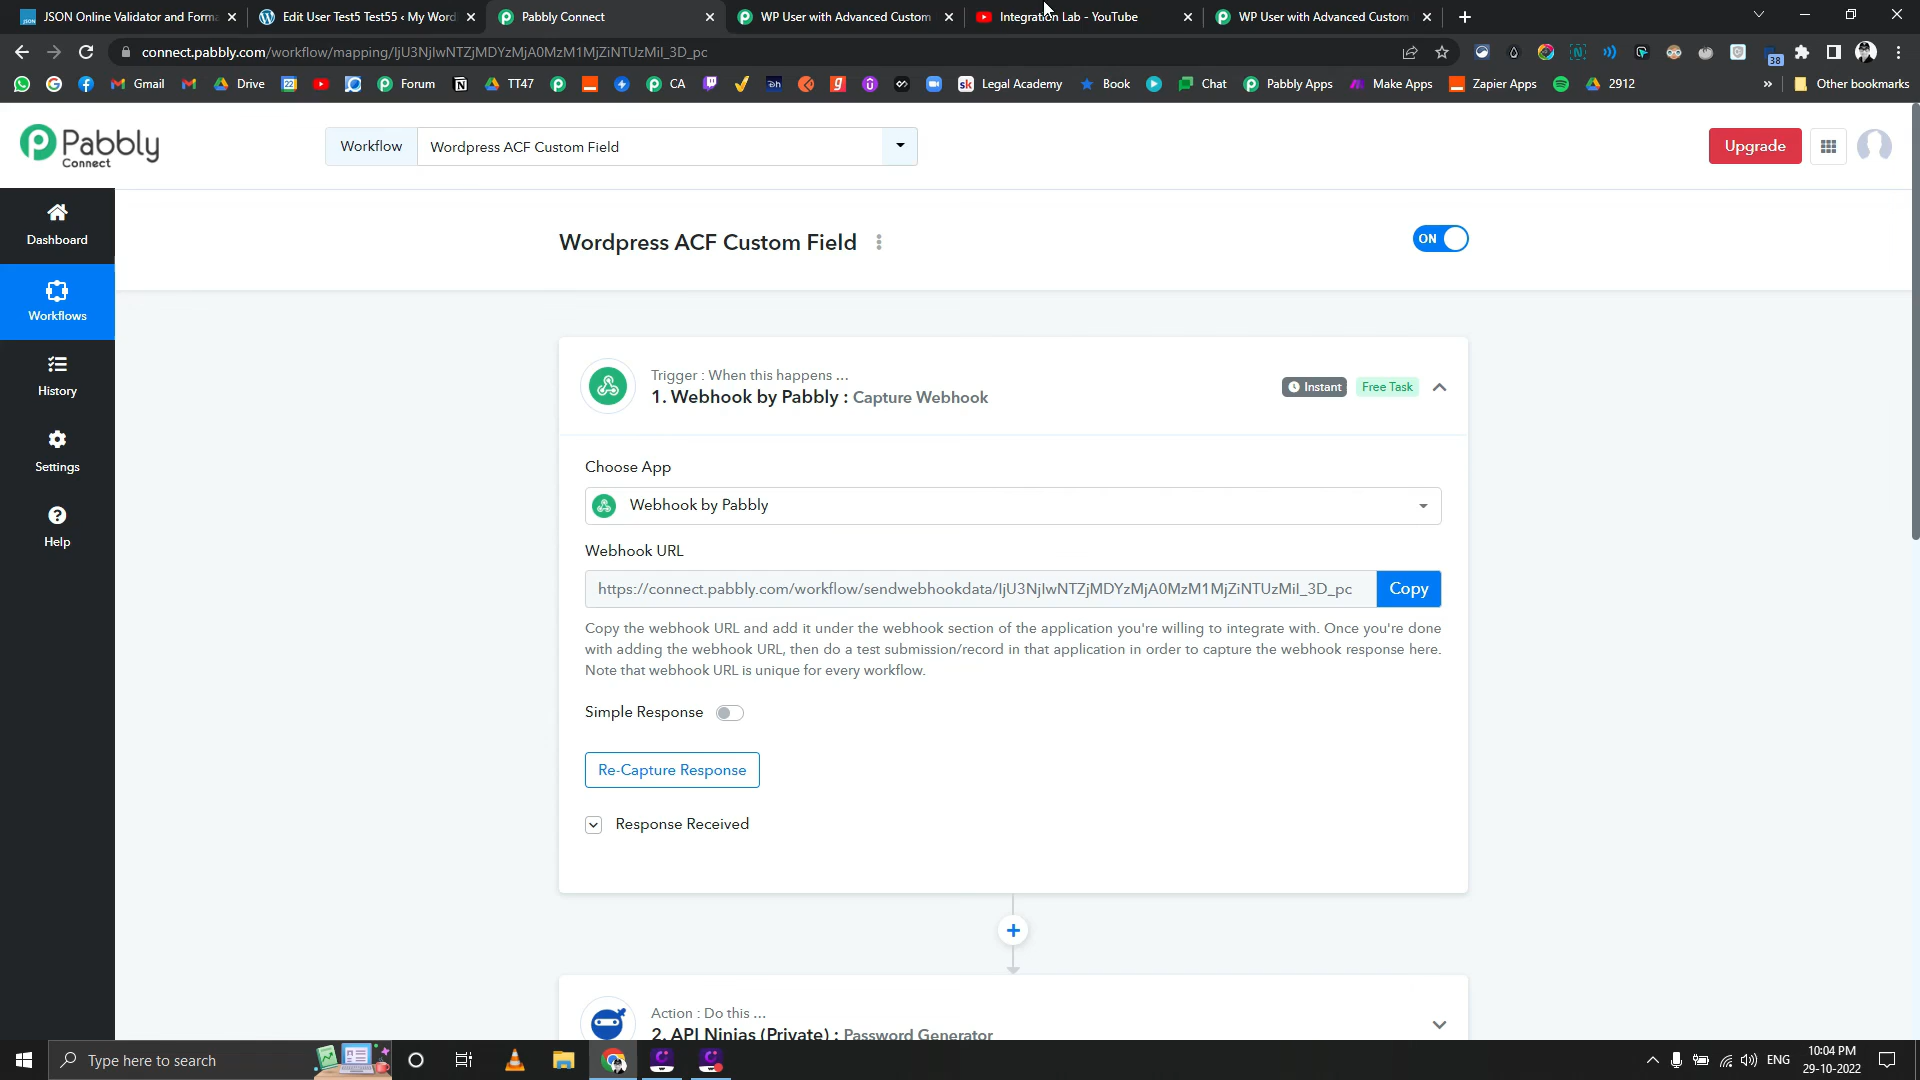 JSON Online Validator and Forma
Edit User Test5 Test55 ‹ My Word
Pabbly Connect
WP User with Advanced Custom
Integration Lab - YouTube
WP User with Advanced Custom
connect.pabbly.com/workflow/mapping/IjU3NjIwNTZjMDYzMjA0MzM1MjZiNTUzMiI_3D_pc
38
Gmail
Drive
22
Forum
TT47
CA
Legal Academy
Book
Chat
Pabbly Apps
Make Apps
Zapier Apps
2912
»
Other bookmarks
Pabbly
Connect
Workflow
Wordpress ACF Custom Field
Upgrade
Dashboard
Workflows
History
Settings
Help
Wordpress ACF Custom Field
ON
Trigger : When this happens ...
1. Webhook by Pabbly : Capture Webhook
Instant
Free Task
Choose App
Webhook by Pabbly
Webhook URL
https://connect.pabbly.com/workflow/sendwebhookdata/IjU3NjIwNTZjMDYzMjA0MzM1MjZiNTUzMiI_3D_pc
Copy
Copy the webhook URL and add it under the webhook section of the application you're willing to integrate with. Once you're done
with adding the webhook URL, then do a test submission/record in that application in order to capture the webhook response here.
Note that webhook URL is unique for every workflow.
Simple Response
Re-Capture Response
Response Received
Action : Do this ...
2. API Ninjas (Private) : Password Generator
Type here to search
ENG
10:04 PM
29-10-2022